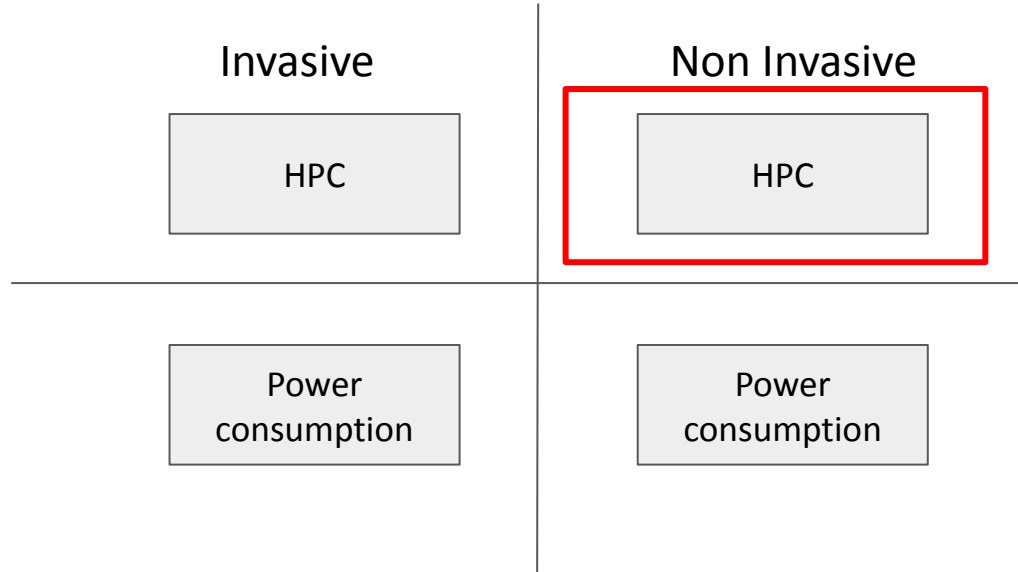 Invasive
Non Invasive
HPC
HPC
Power
consumption
Power
consumption